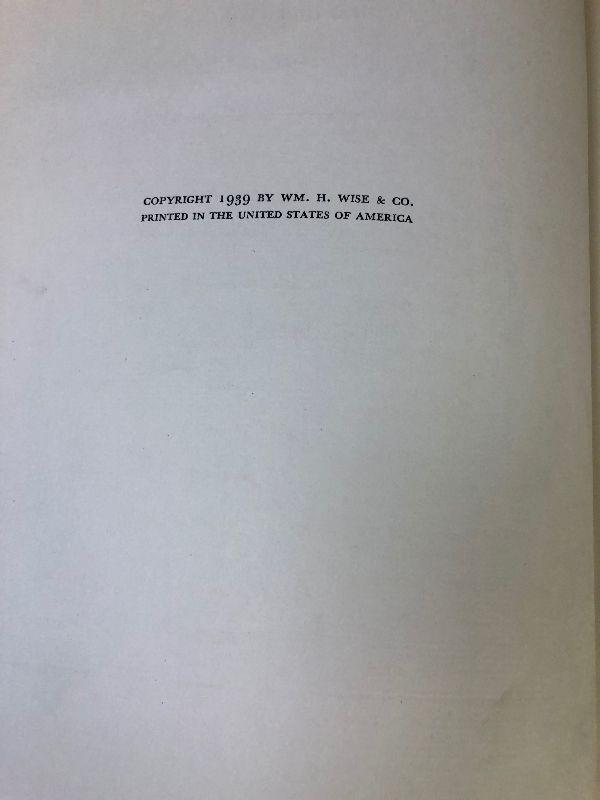 COPYRIGHT 1939 BY WM. H. WISE & CO.
PRINTED IN THE UNITED STATES OF AMERICA